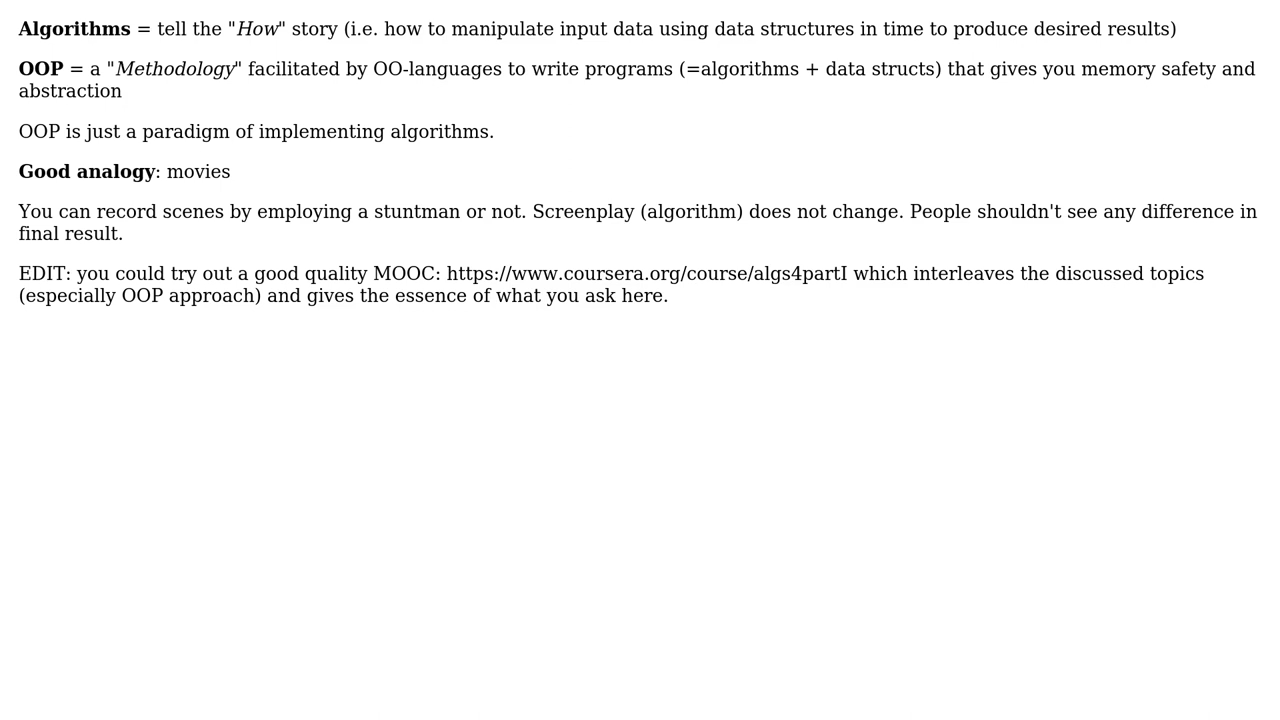 Algorithms = tell the "How" story (i.e. how to manipulate input data using data structures in time to produce desired results)
OOP = a "Methodology" facilitated by OO-languages to write programs (=algorithms + data structs) that gives you memory safety and
abstraction
OOP is just a paradigm of implementing algorithms.
Good analogy: movies
You can record scenes by employing a stuntman or not. Screenplay (algorithm) does not change. People shouldn't see any difference in
final result.
EDIT: you could try out a good quality MOOC: https://www.coursera.org/course/algs4partI which interleaves the discussed topics
(especially OOP approach) and gives the essence of what you ask here.